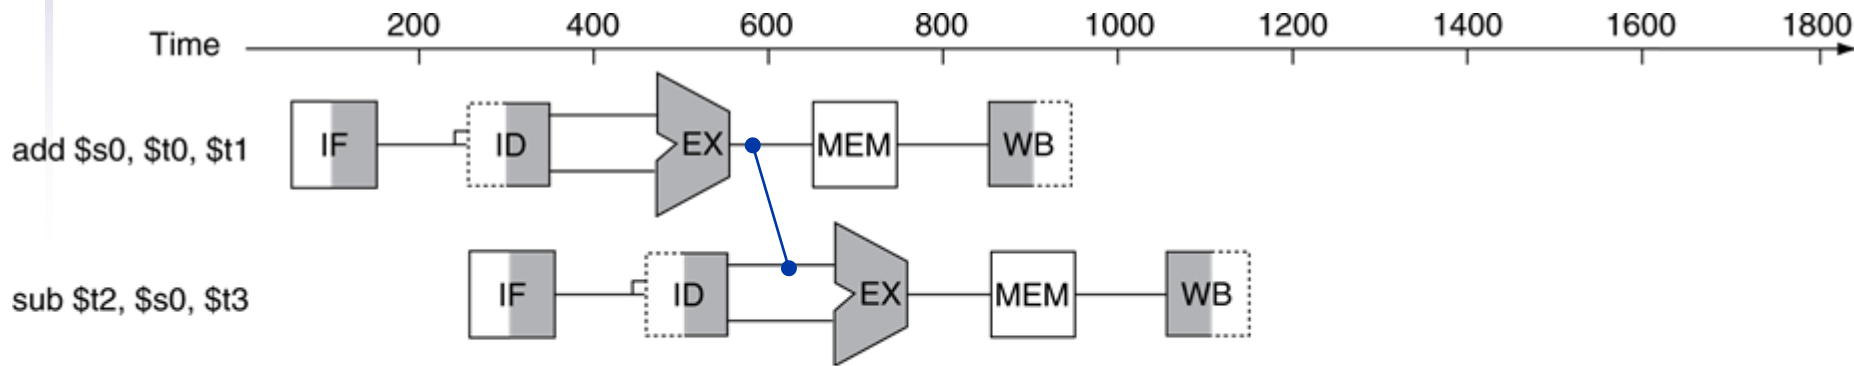 Time 200 400 600 800 1000 1200 1400 1600 1800
add $s0, $t0, $t1 IF ID EX MEM WB
sub $t2, $s0, $t3 IF ID EX MEM WB